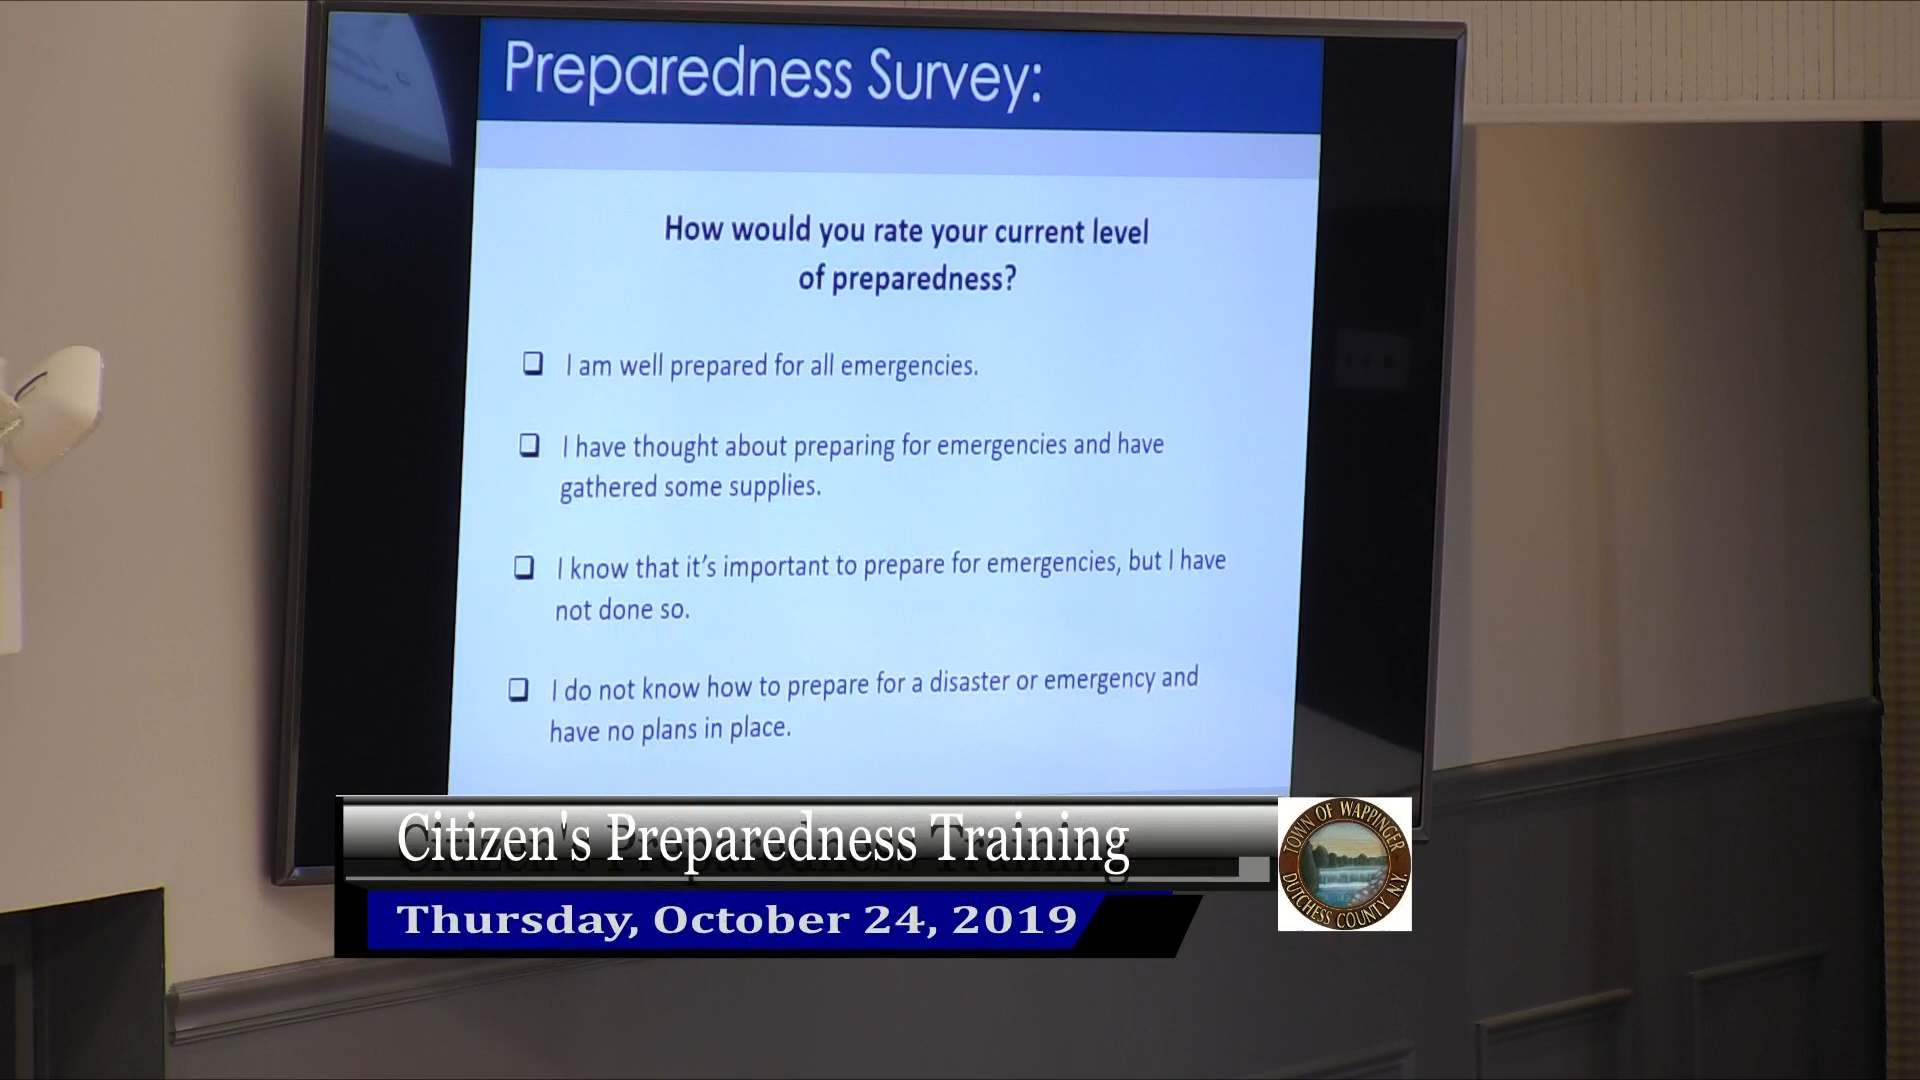 Preparedness Survey:
How would you rate your current level
of preparedness?
❑ I am well prepared for all emergencies.
❑ I have thought about preparing for emergencies and have
gathered some supplies.
❑ I know that it's important to prepare for emergencies, but I have
not done so.
❑ I do not know how to prepare for a disaster or emergency and
have no plans in place.
Citizen's Preparedness Training
Thursday, October 24, 2019
TOWN OF WAPPINGER
DUTCHESS COUNTY N.Y.